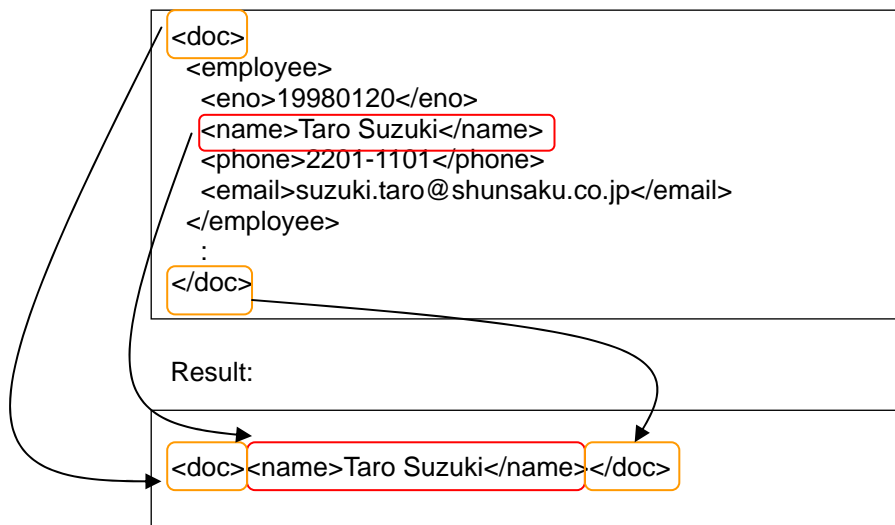 <doc>
<employee>
<eno>19980120</eno>
<name>Taro Suzuki</name>
<phone>2201-1101</phone>
<email>suzuki.taro@shunsaku.co.jp</email>
</employee>
:
</doc>
Result:
<doc><name>Taro Suzuki</name></doc>